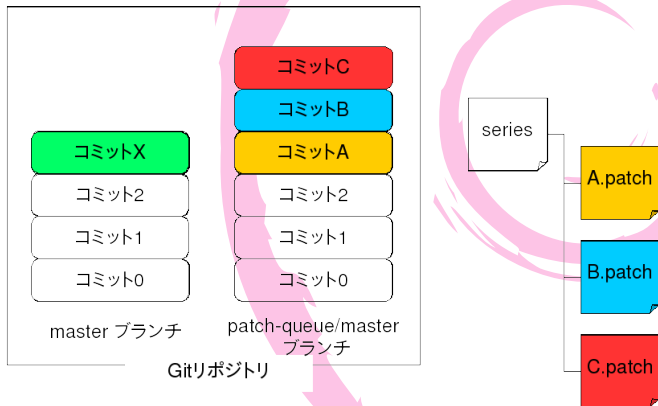 コミットX
コミット2
コミット1
コミット0
master ブランチ
コミットC
コミットB
コミットA
コミット2
コミット1
コミット0
patch-queue/master
ブランチ
Gitリポジトリ
series
A.patch
B.patch
C.patch